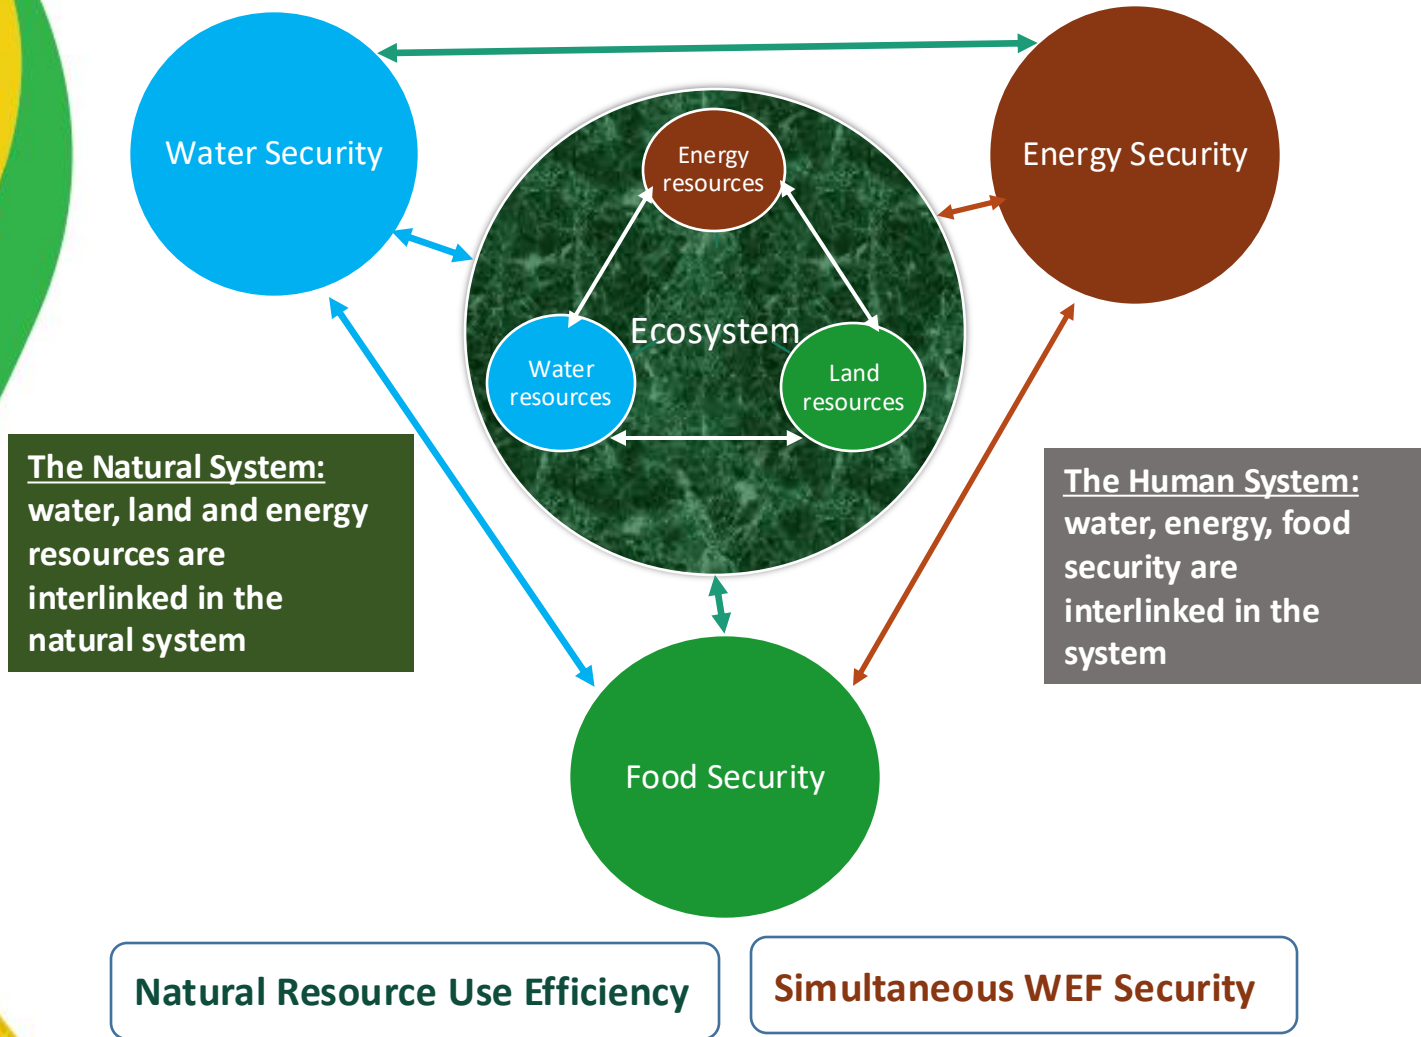 Water Security
Energy Security
Energy
resources
Ecosystem
Water
resources
Land
resources
The Natural System:
water, land and energy
resources are
interlinked in the
natural system
The Human System:
water, energy, food
security are
interlinked in the
system
Food Security
Natural Resource Use Efficiency
Simultaneous WEF Security